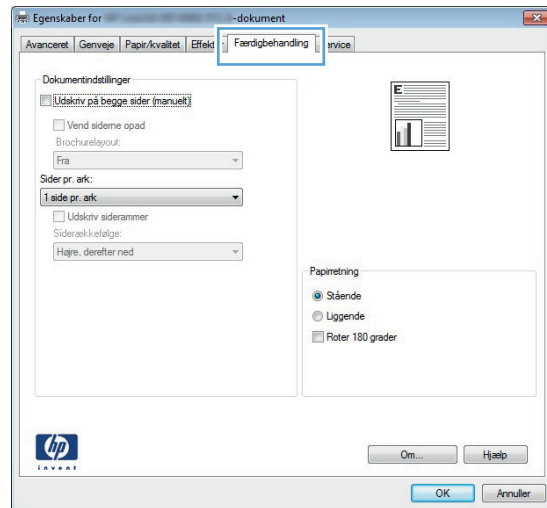 Egenskaber for -dokument
Avanceret Genveje Papir/kvalitet Effekt Færdigbehandling ervice
Dokumentindstillinger
Udskriv på begge sider (manuelt)
Vend siderne opad
Brochurelayout:
Fra
Sider pr. ark:
1 side pr. ark
Udskriv siderammer
Siderækkefølge:
Højre, derefter ned
E
Papirretning
Stående
Liggende
Roter 180 grader
hp
invent
Om... Hjælp
OK Annuller